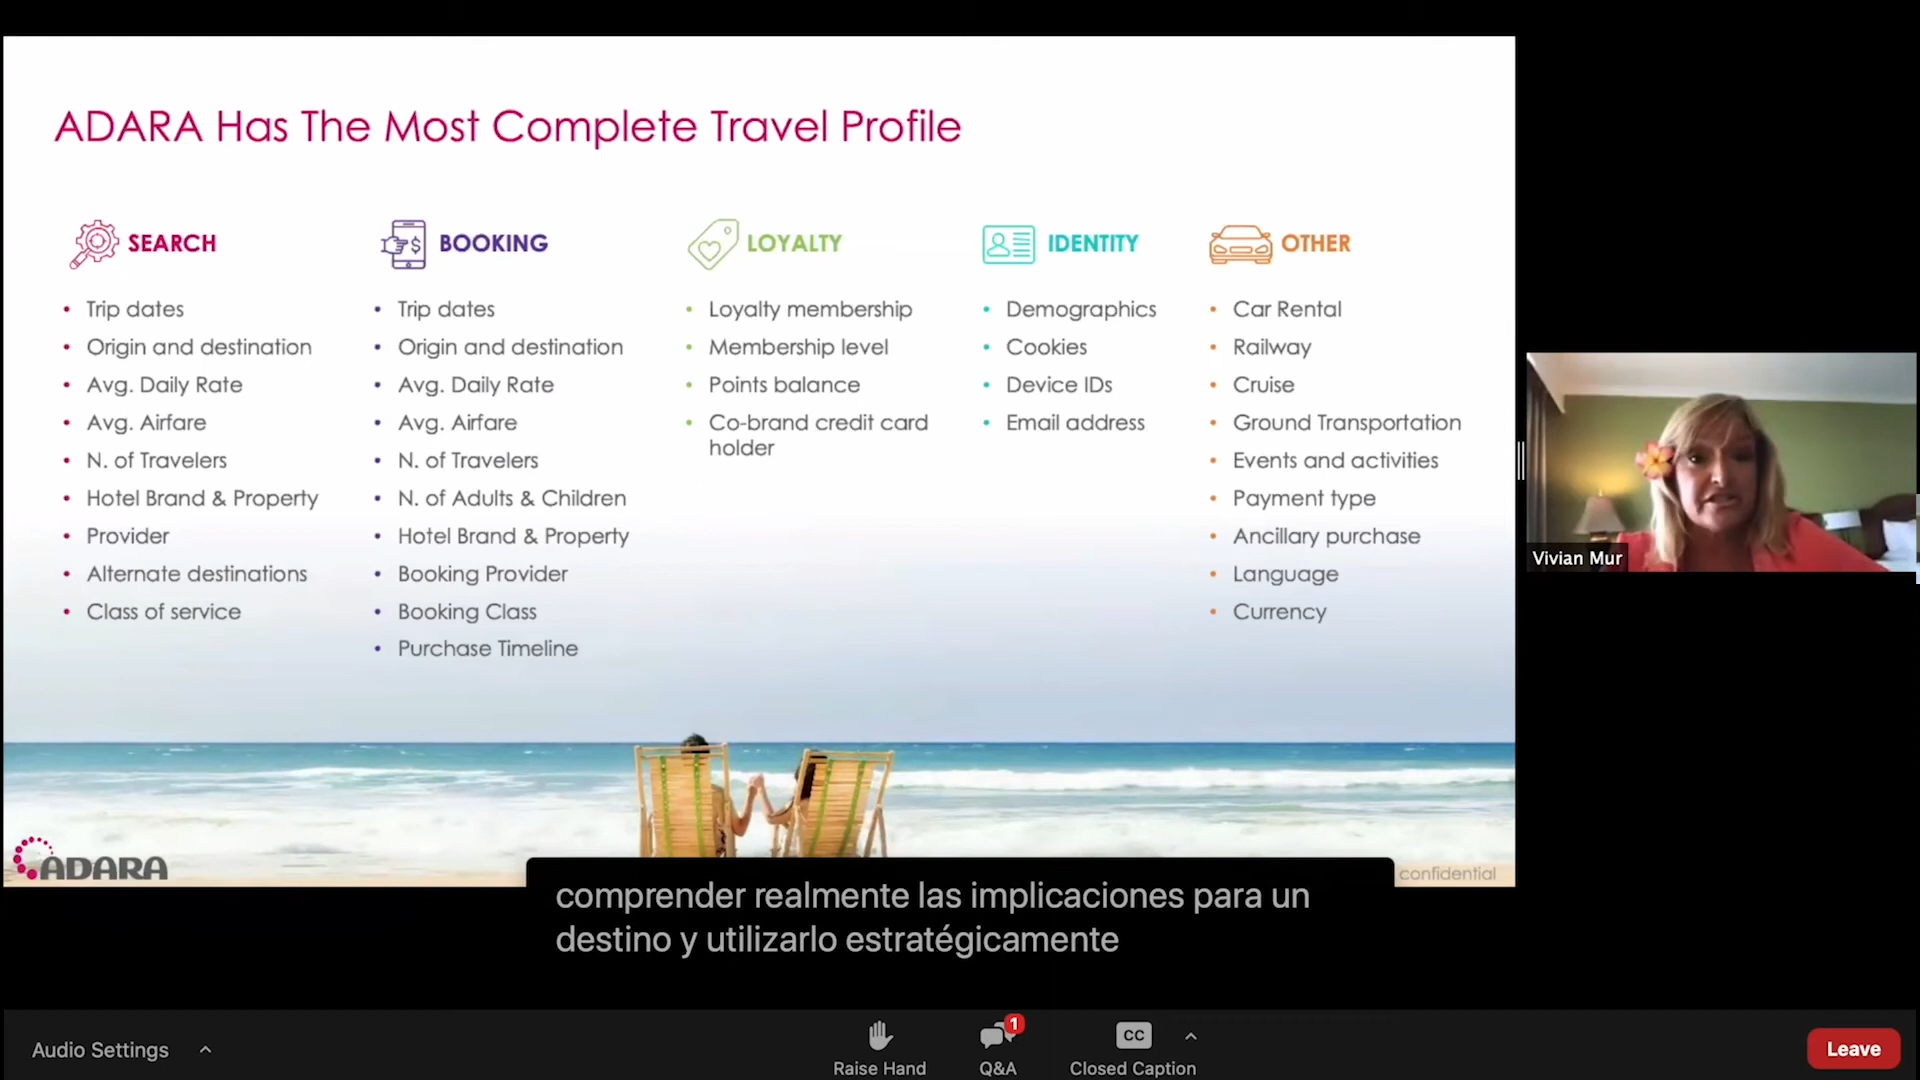 ADARA Has The Most Complete Travel Profile
SEARCH
• Trip dates
• Origin and destination
• Avg. Daily Rate
• Avg. Airfare
• N. of Travelers
• Hotel Brand & Property
• Provider
• Alternate destinations
• Class of service
BOOKING
• Trip dates
• Origin and destination
• Avg. Daily Rate
• Avg. Airfare
• N. of Travelers
• N. of Adults & Children
• Hotel Brand & Property
• Booking Provider
• Booking Class
• Purchase Timeline
LOYALTY
• Loyalty membership
• Membership level
• Points balance
• Co-brand credit card
holder
IDENTITY
• Demographics
• Cookies
• Device IDs
• Email address
OTHER
• Car Rental
• Railway
• Cruise
• Ground Transportation
• Events and activities
• Payment type
• Ancillary purchase
• Language
• Currency
Vivian Mur
ADARA
confidential
comprender realmente las implicaciones para un
destino y utilizarlo estratégicamente
Audio Settings
Raise Hand
1
Q&A
CC
Closed Caption
Leave